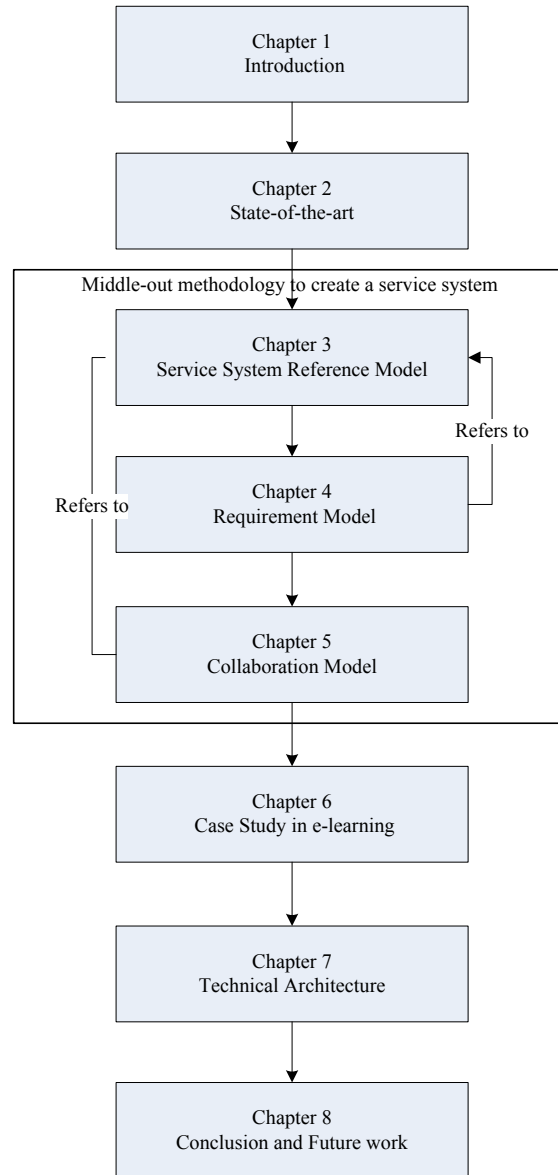 Chapter 1
Introduction
Chapter 2
State-of-the-art
Middle-out methodology to create a service system
Chapter 3
Service System Reference Model
Refers to
Chapter 4
Requirement Model
Refers to
Chapter 5
Collaboration Model
Chapter 6
Case Study in e-learning
Chapter 7
Technical Architecture
Chapter 8
Conclusion and Future work